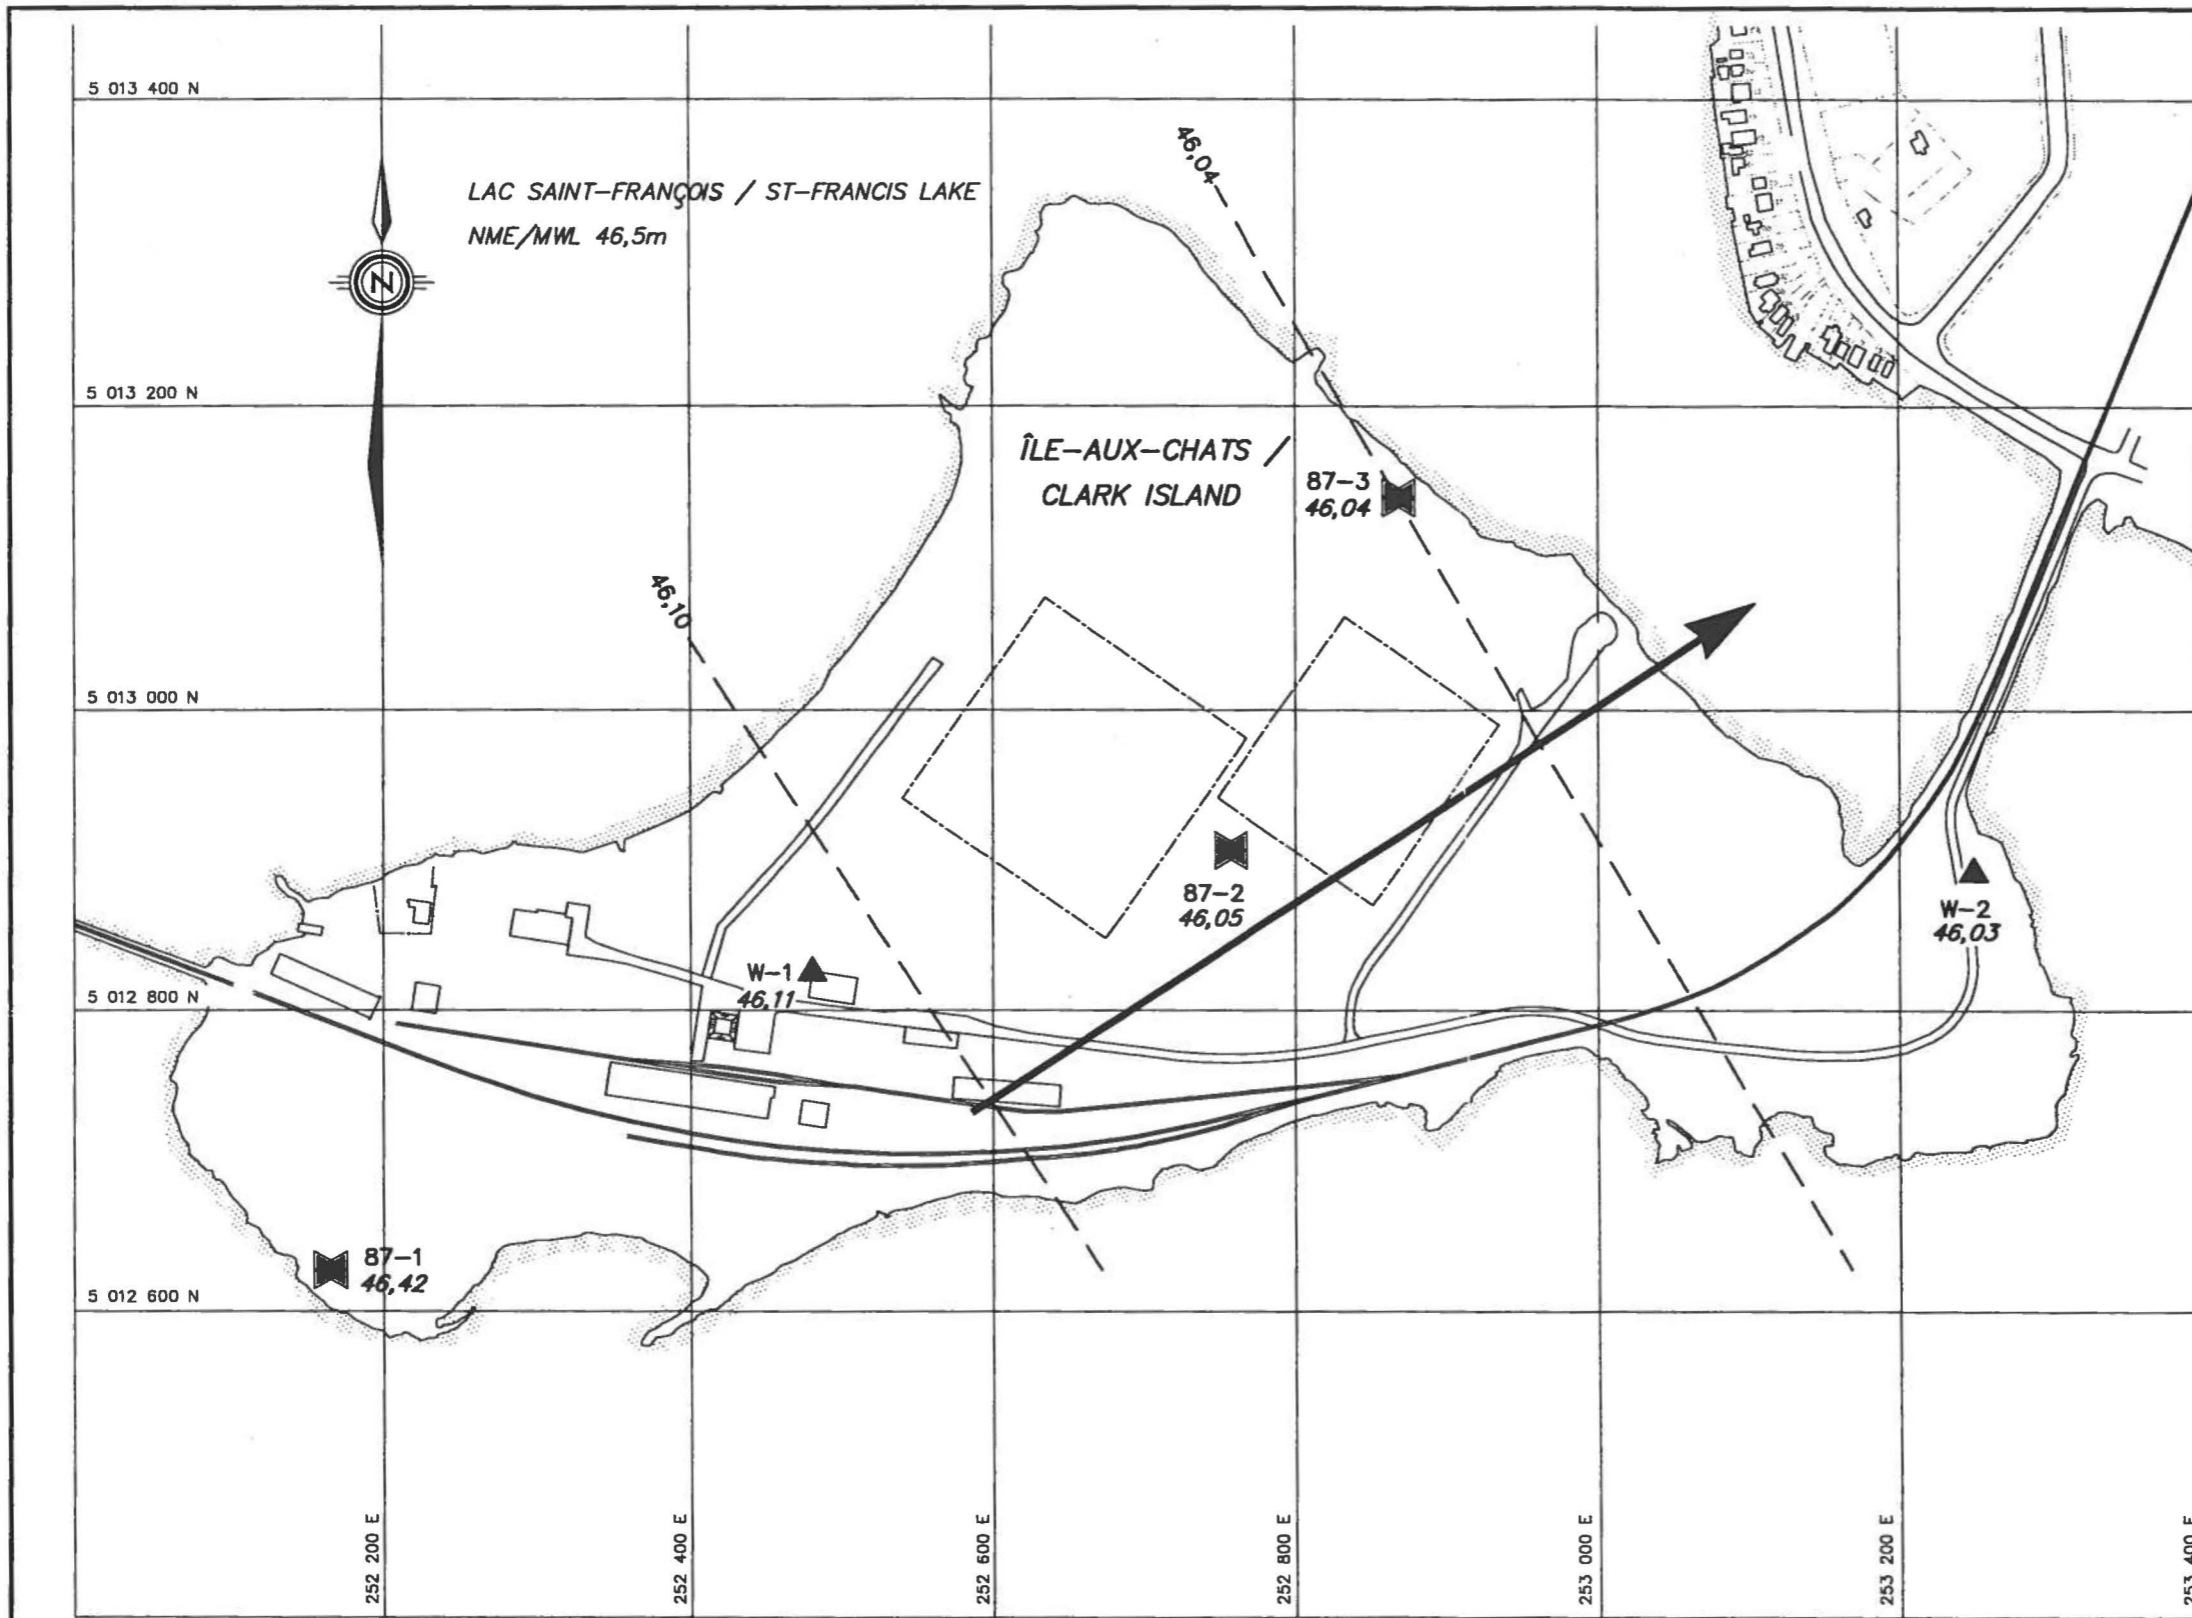 5 013 400 N
46,04
LAC SAINT-FRANÇOIS / ST-FRANCIS LAKE
NME/MWL 46,5m
N
5 013 200 N
ÎLE-AUX-CHATS /
CLARK ISLAND
87-3
46,04
46,10
5 013 000 N
87-2
46,05
W-2
46,03
W-1
46,11
5 012 800 N
87-1
46,42
5 012 600 N
252 200 E
252 400 E
252 600 E
252 800 E
253 000 E
253 200 E
253 400 E